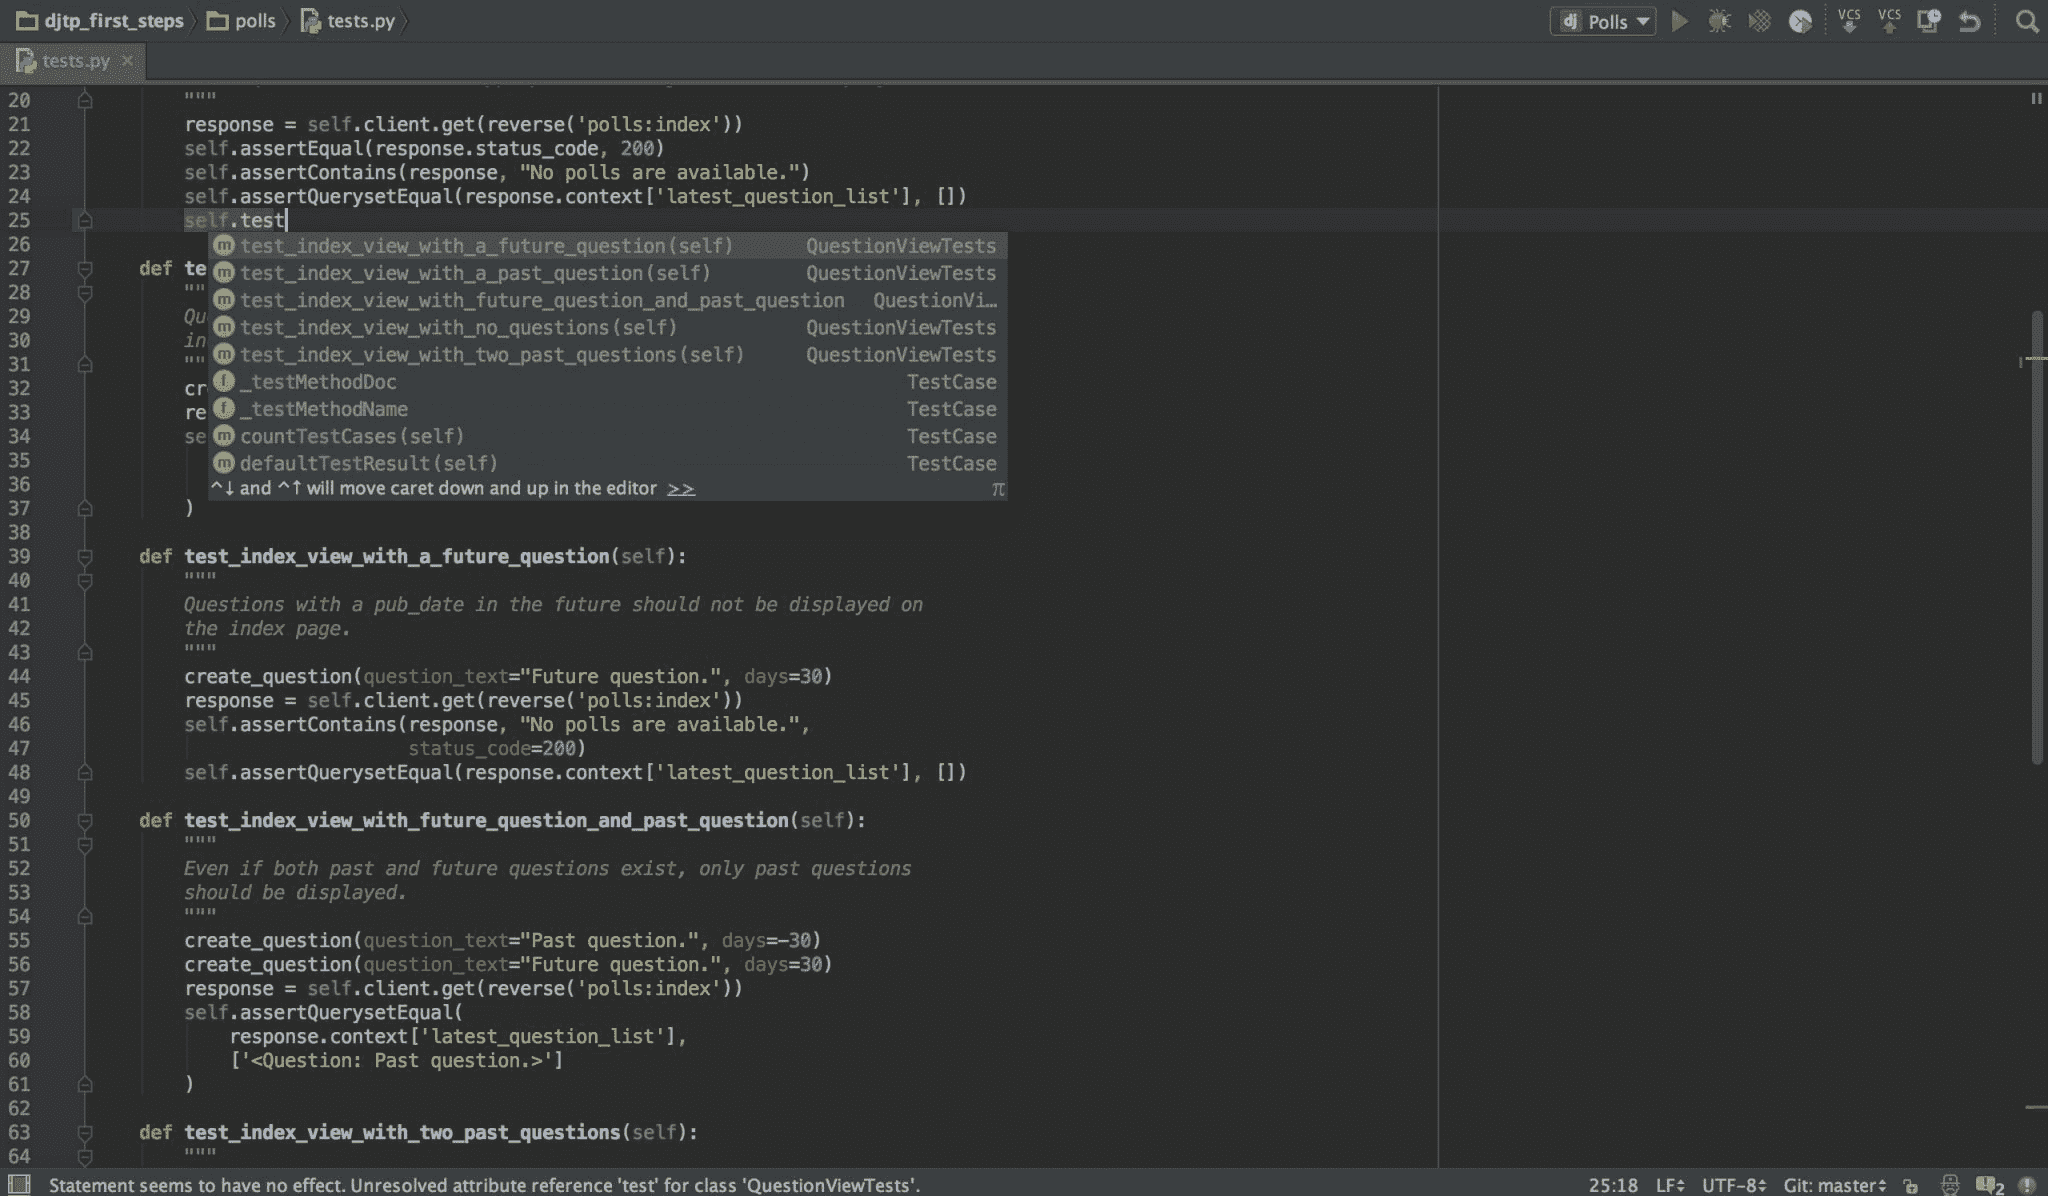 djtp_first_steps polls tests.py Polls VCS VCS
tests.py
20 """
21 response = self.client.get(reverse('polls:index'))
22 self.assertEqual(response.status_code, 200)
23 self.assertContains(response, "No polls are available.")
24 self.assertQuerysetEqual(response.context['latest_question_list'], [])
25 self.test
26 test_index_view_with_a_future_question(self) QuestionViewTests
27 def te test_index_view_with_a_past_question(self) QuestionViewTests
28 "" test_index_view_with_future_question_and_past_question QuestionVi…
29 Qu test_index_view_with_no_questions(self) QuestionViewTests
30 in test_index_view_with_two_past_questions(self) QuestionViewTests
31 "" _testMethodDoc TestCase
32 cr
33 re _testMethodName TestCase
34 se countTestCases(self) TestCase
35 defaultTestResult(self) TestCase
36 ^↓ and ^↑ will move caret down and up in the editor >> π
37 )
38
39 def test_index_view_with_a_future_question(self):
40 """
41 Questions with a pub_date in the future should not be displayed on
42 the index page.
43 """
44 create_question(question_text="Future question.", days=30)
45 response = self.client.get(reverse('polls:index'))
46 self.assertContains(response, "No polls are available.",
47 status_code=200)
48 self.assertQuerysetEqual(response.context['latest_question_list'], [])
49
50 def test_index_view_with_future_question_and_past_question(self):
51 """
52 Even if both past and future questions exist, only past questions
53 should be displayed.
54 """
55 create_question(question_text="Past question.", days=-30)
56 create_question(question_text="Future question.", days=30)
57 response = self.client.get(reverse('polls:index'))
58 self.assertQuerysetEqual(
59 response.context['latest_question_list'],
60 ['<Question: Past question.>']
61 )
62
63 def test_index_view_with_two_past_questions(self):
64 """
Statement seems to have no effect. Unresolved attribute reference 'test' for class 'QuestionViewTests'. 25:18 LF UTF-8 Git: master 2